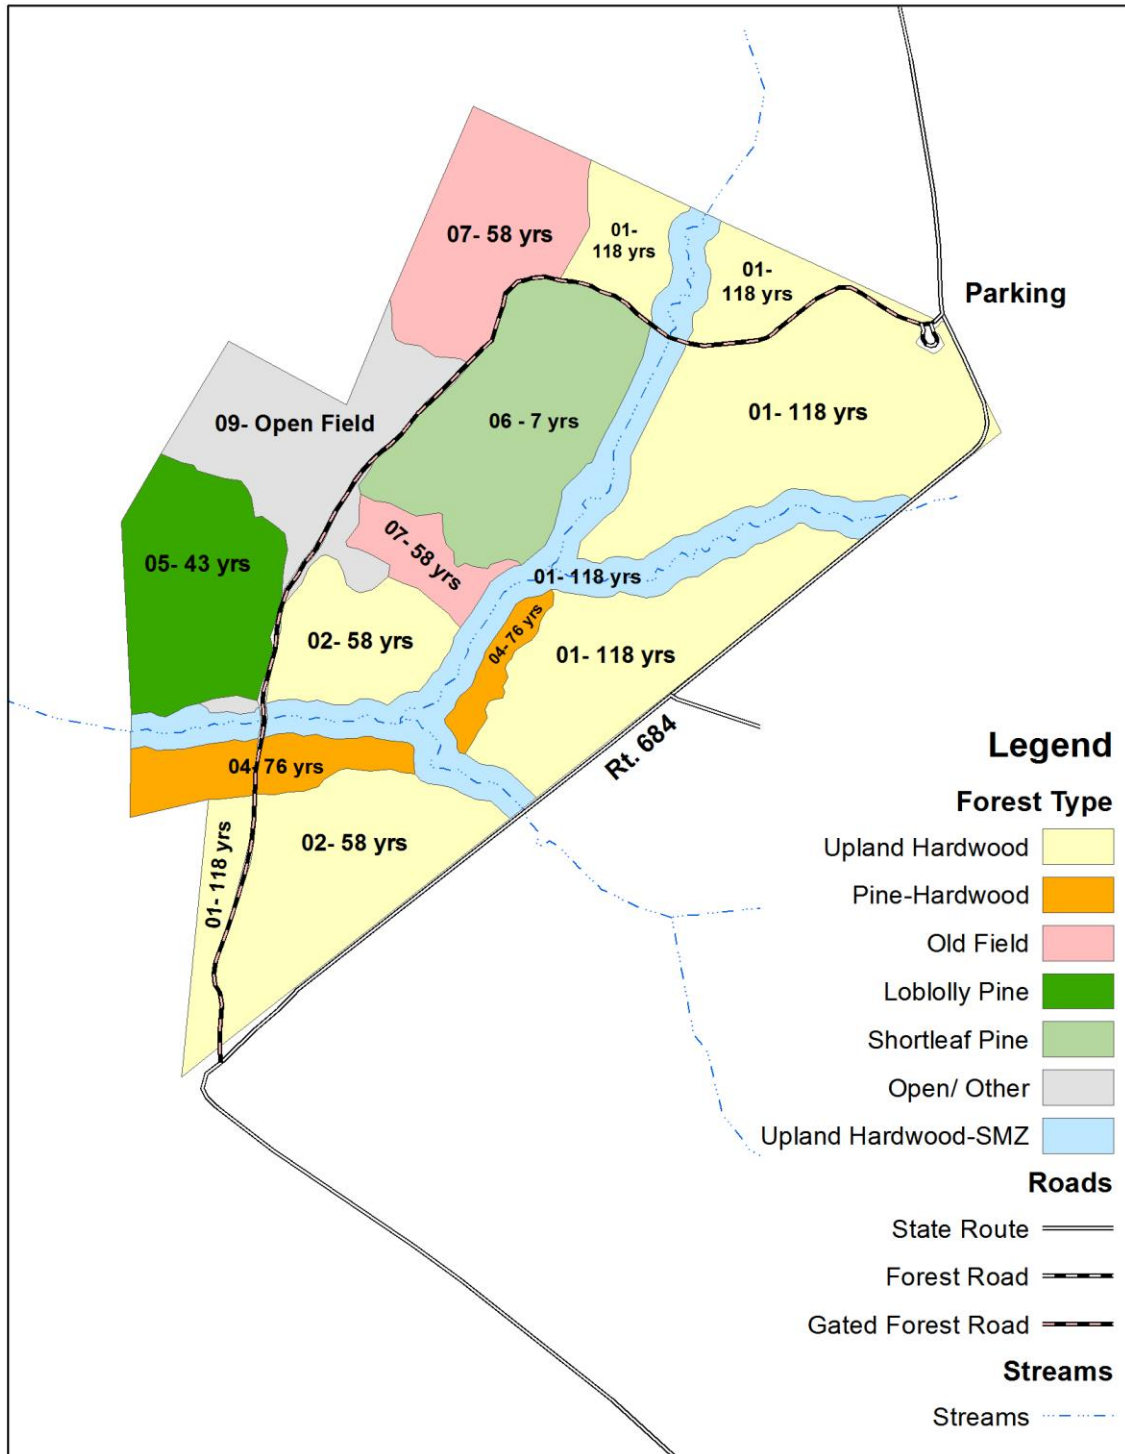 07- 58 yrs
01-
118 yrs
01-
118 yrs
Parking
09- Open Field
06 - 7 yrs
01- 118 yrs
05- 43 yrs
07- 58 yrs
01- 118 yrs
02- 58 yrs
04- 76 yrs
01- 118 yrs
04- 76 yrs
Rt. 684
01- 118 yrs
02- 58 yrs
Legend
Forest Type
Upland Hardwood
Pine-Hardwood
Old Field
Loblolly Pine
Shortleaf Pine
Open/ Other
Upland Hardwood-SMZ
Roads
State Route
Forest Road
Gated Forest Road
Streams
Streams